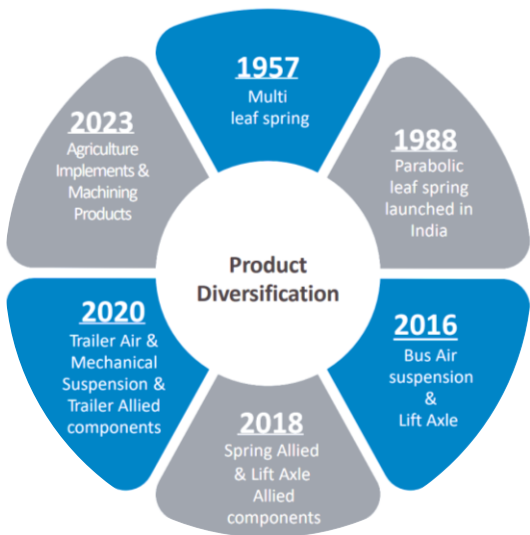 1957
Multi
leaf spring
1988
Parabolic
leaf spring
launched in
India
2016
Bus Air
suspension
&
Lift Axle
2018
Spring Allied
& Lift Axle
Allied
components
2020
Trailer Air &
Mechanical
Suspension &
Trailer Allied
components
2023
Agriculture
Implements &
Machining
Products
Product
Diversification